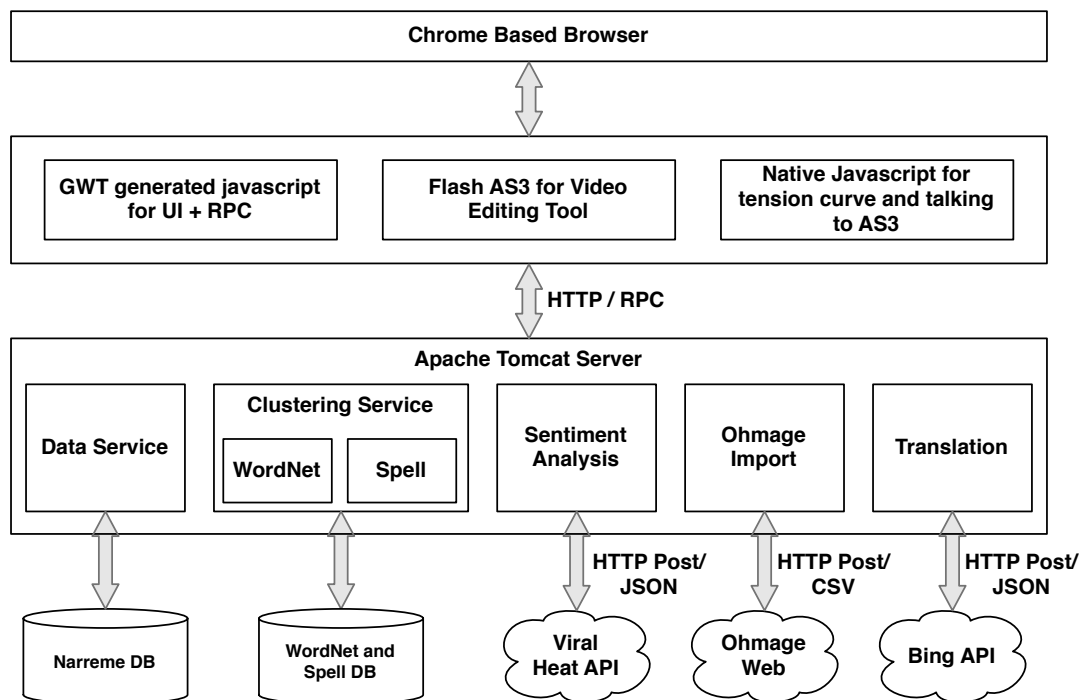 Chrome Based Browser
GWT generated javascript
for UI + RPC
Flash AS3 for Video
Editing Tool
Native Javascript for
tension curve and talking
to AS3
HTTP / RPC
Apache Tomcat Server
Data Service
Clustering Service
WordNet
Spell
Sentiment
Analysis
Ohmage
Import
Translation
HTTP Post/
JSON
HTTP Post/
CSV
HTTP Post/
JSON
Narreme DB
WordNet and
Spell DB
Viral
Heat API
Ohmage
Web
Bing API